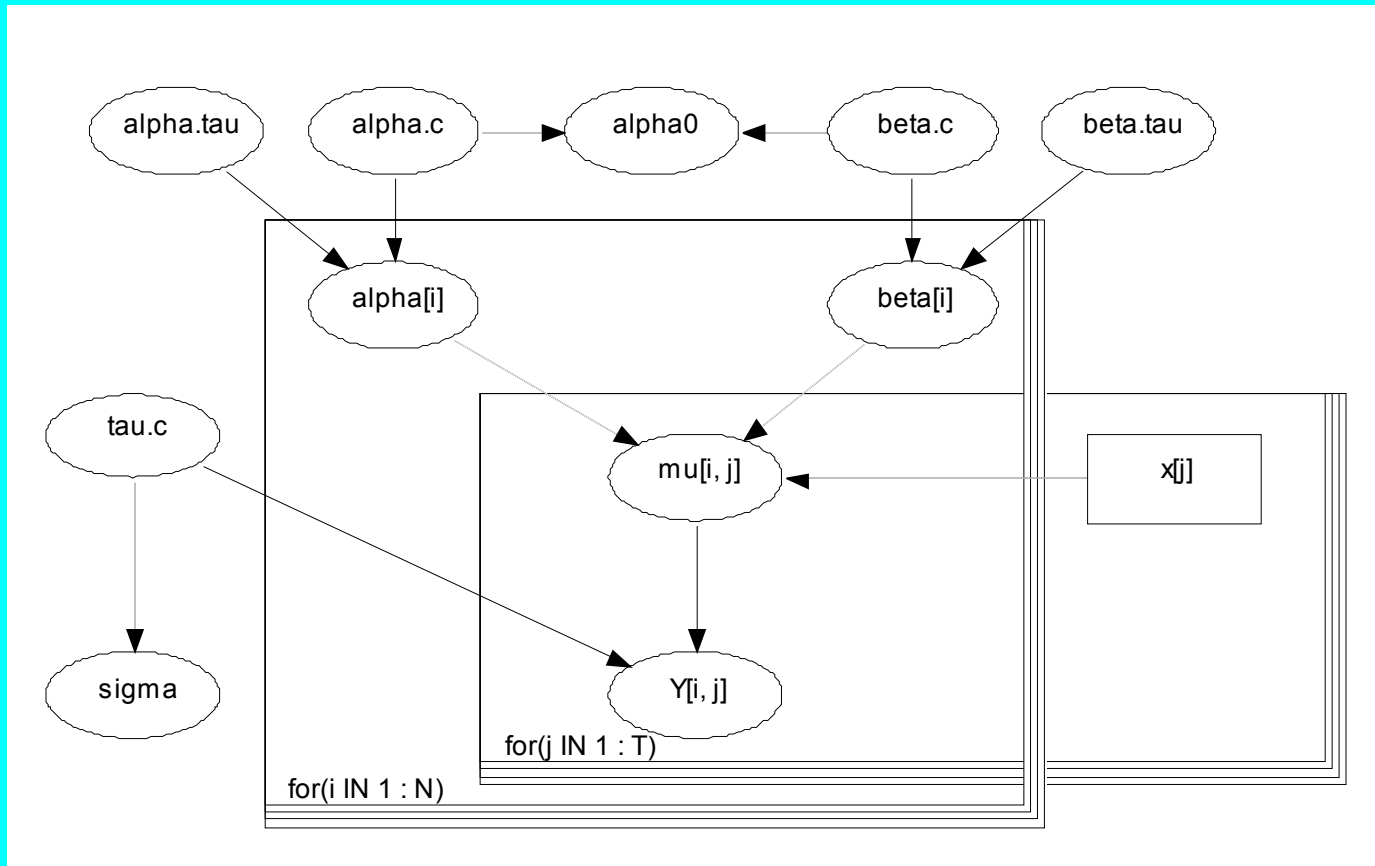 alpha.tau
alpha.c
alpha0
beta.c
beta.tau
alpha[i]
beta[i]
tau.c
mu[i, j]
x[j]
sigma
Y[i, j]
for(j IN 1 : T)
for(i IN 1 : N)